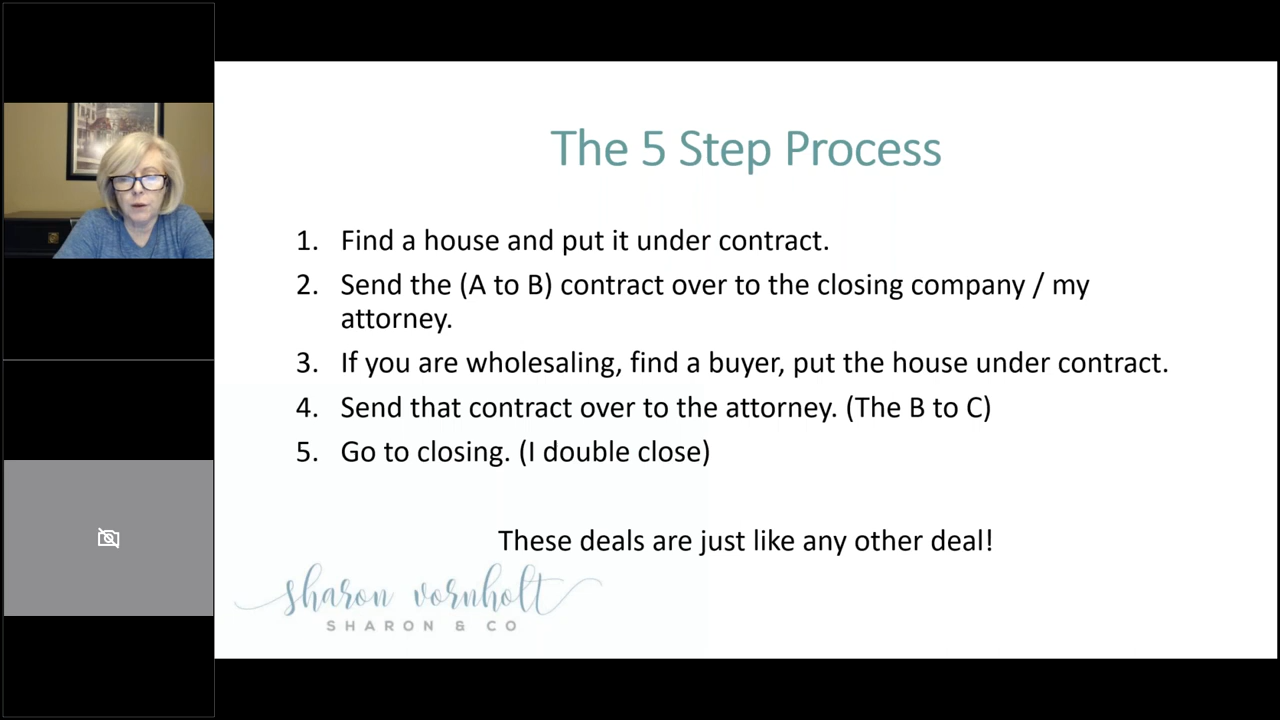 The 5 Step Process
1. Find a house and put it under contract.
2. Send the (A to B) contract over to the closing company / my
attorney.
3. If you are wholesaling, find a buyer, put the house under contract.
4. Send that contract over to the attorney. (The B to C)
5. Go to closing. (I double close)
These deals are just like any other deal!
sharon vornholt
SHARON & CO